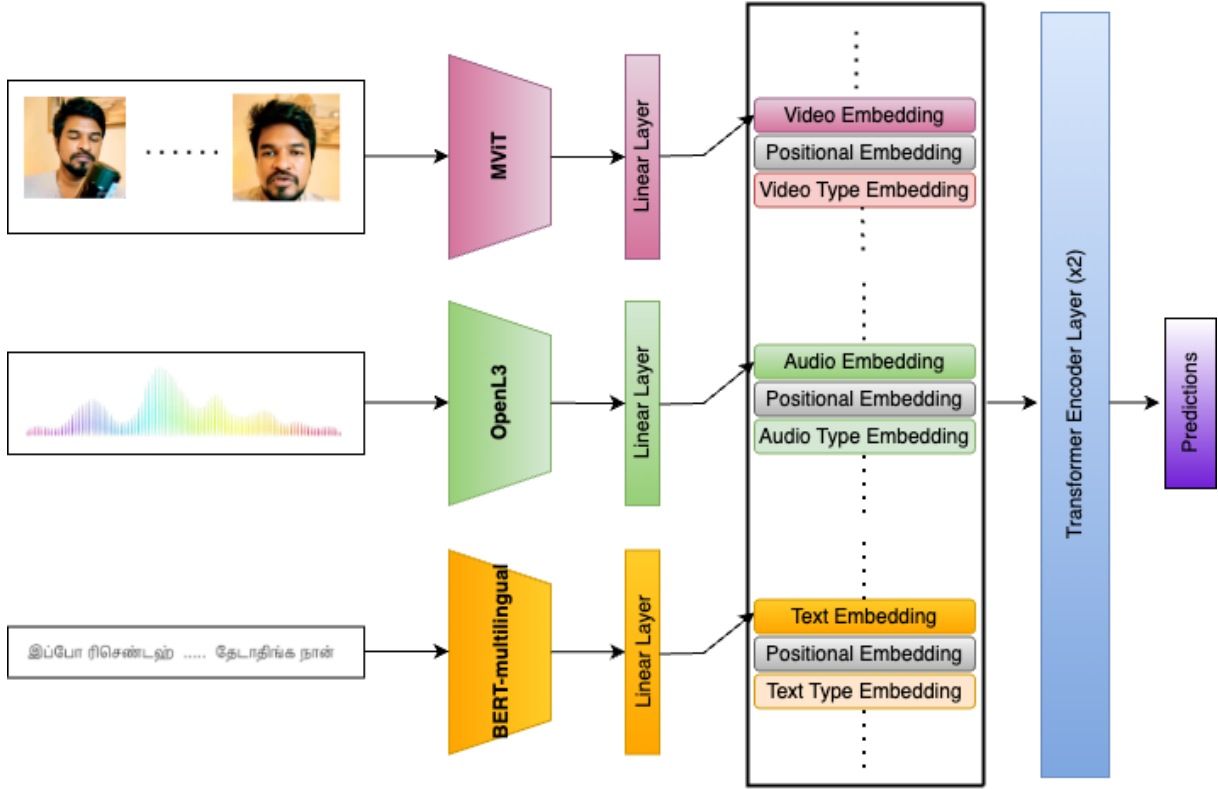 MViT
Linear Layer
Video Embedding
Positional Embedding
Video Type Embedding
OpenL3
Linear Layer
Audio Embedding
Positional Embedding
Audio Type Embedding
இப்போ ரிசெண்டஹ் ..... தேடாதிங்க நான்
BERT-multilingual
Linear Layer
Text Embedding
Positional Embedding
Text Type Embedding
Transformer Encoder Layer (x2)
Predictions